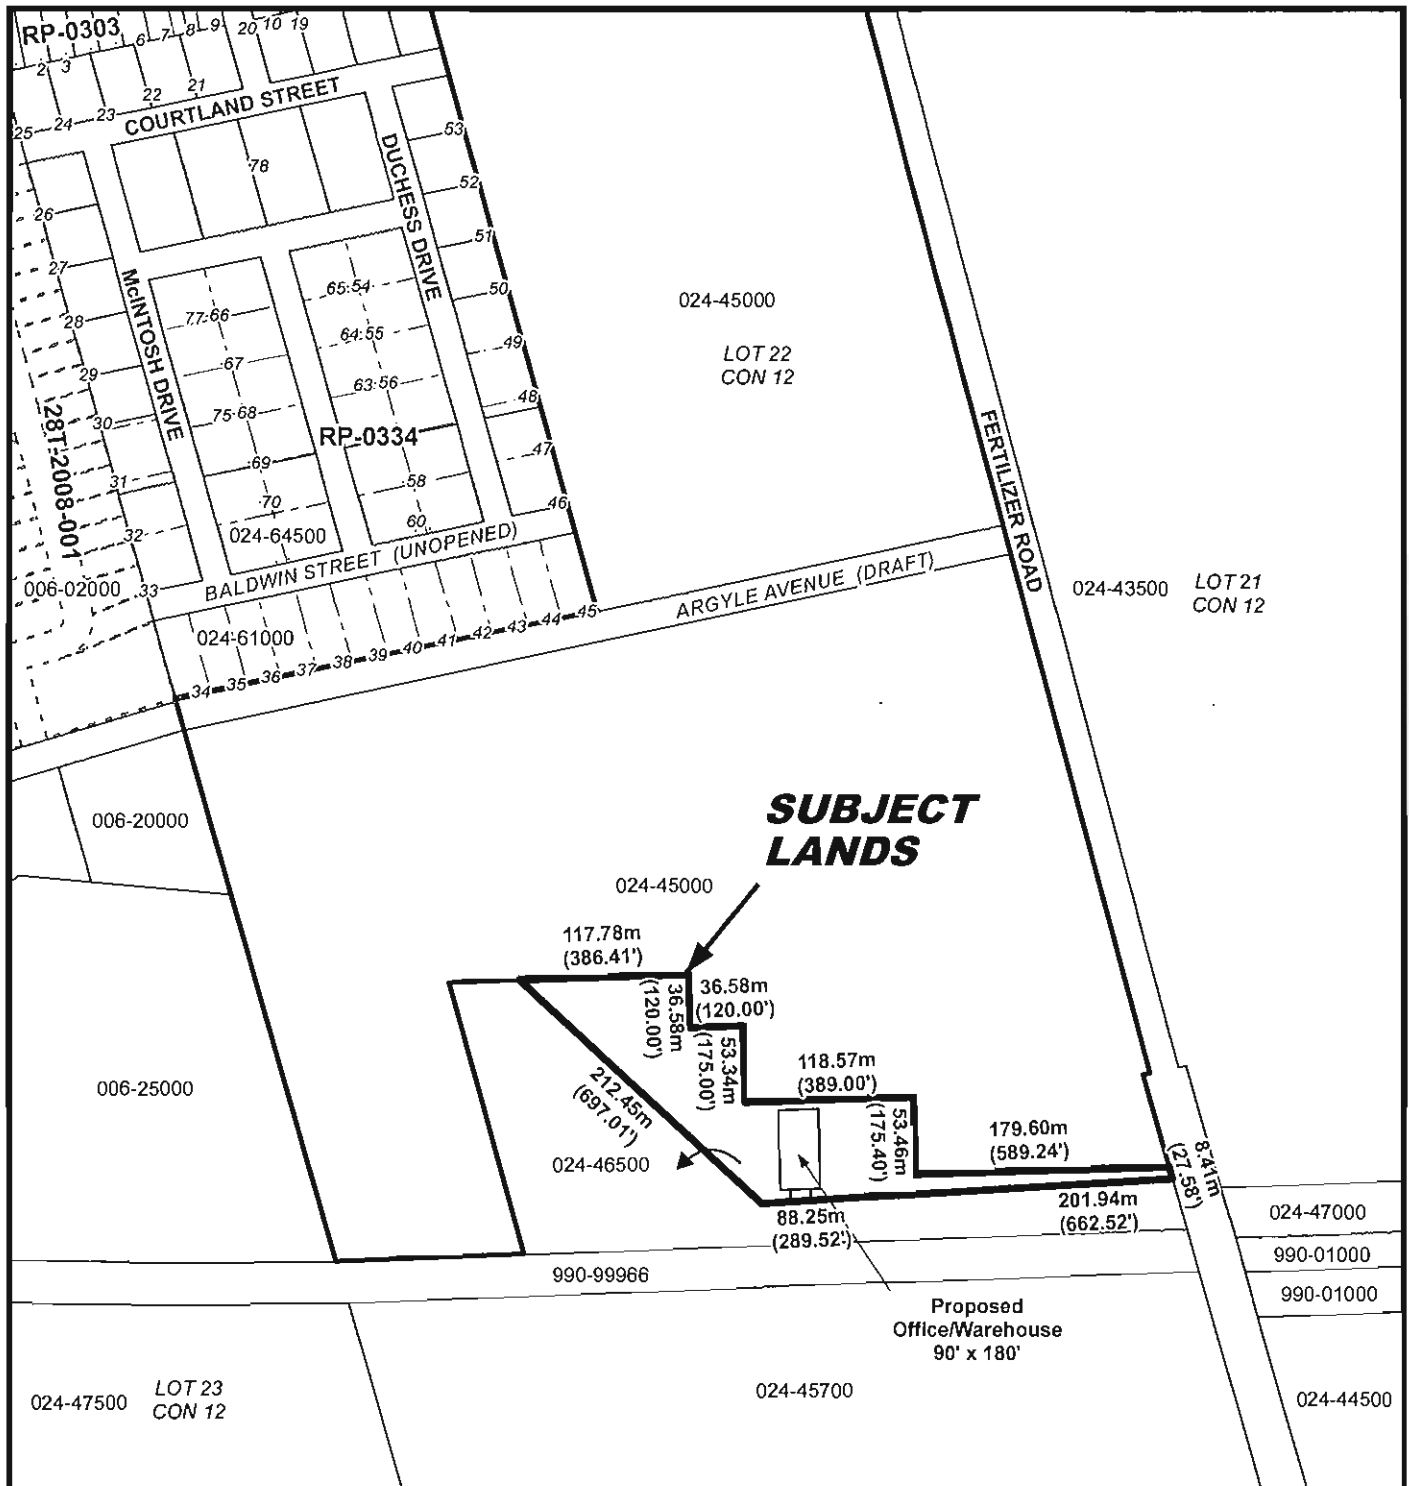 RP-0303
6
7
8
9
20
10
19
2
3
21
22
23
24
25
COURTLAND STREET
78
DUCHESS DRIVE
53
52
51
50
49
48
47
46
26
27
28
29
30
31
32
33
McINTOSH DRIVE
28T-2008-001
77
66
67
75
68
69
70
65
54
64
55
63
56
RP-0334
58
60
024-64500
BALDWIN STREET (UNOPENED)
006-02000
024-61000
34
35
36
37
38
39
40
41
42
43
44
45
ARGYLE AVENUE (DRAFT)
024-45000
LOT 22
CON 12
FERTILIZER ROAD
024-43500
LOT 21
CON 12
006-20000
SUBJECT
LANDS
024-45000
117.78m
(386.41')
36.58m
(120.00')
36.58m
(120.00')
53.34m
(175.00')
118.57m
(389.00')
53.46m
(175.40')
179.60m
(589.24')
8.41m
(27.58')
212.45m
(697.01')
006-25000
024-46500
88.25m
(289.52')
201.94m
(662.52')
024-47000
990-01000
990-01000
990-99966
Proposed
Office/Warehouse
90' x 180'
024-47500
LOT 23
CON 12
024-45700
024-44500